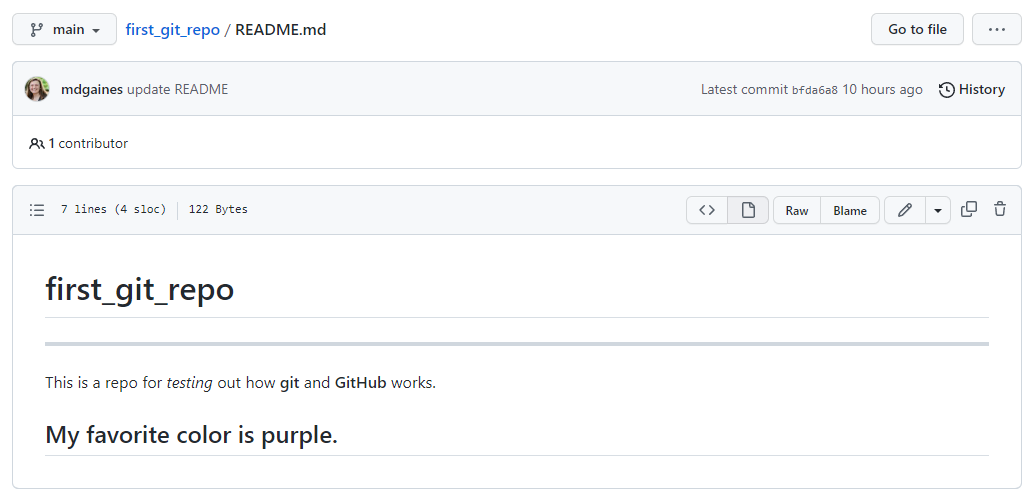 main
first_git_repo / README.md
Go to file
mdgaines update README
Latest commit bfda6a8 10 hours ago
History
1 contributor
7 lines (4 sloc)
122 Bytes
Raw
Blame
first_git_repo
This is a repo for testing out how git and GitHub works.
My favorite color is purple.